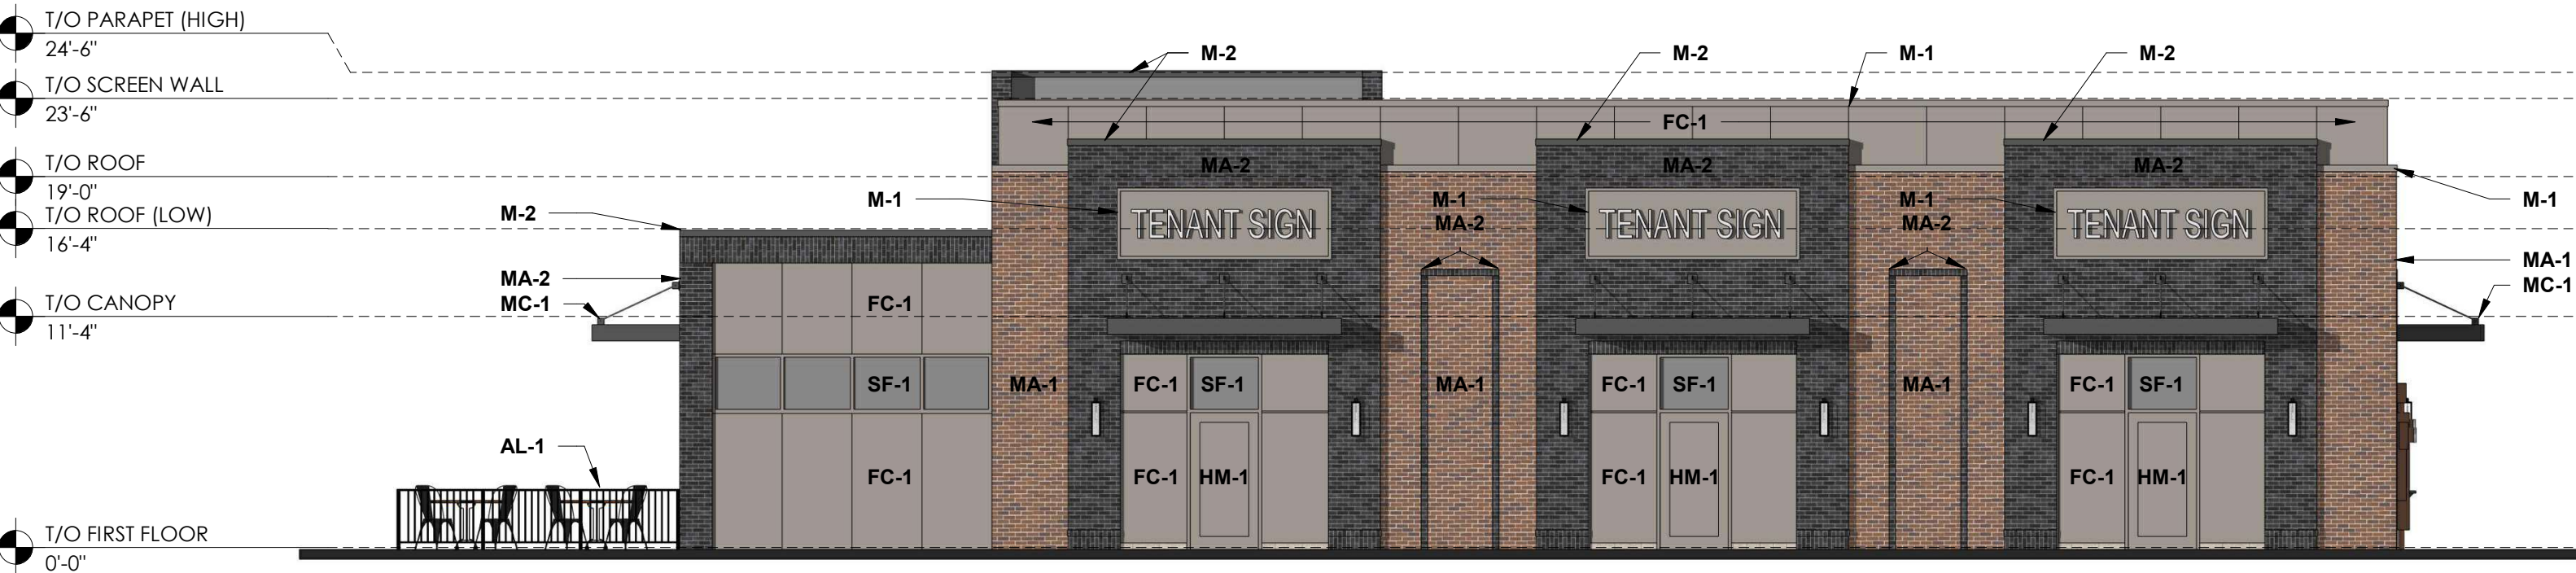 T/O PARAPET (HIGH)
24'-6"
T/O SCREEN WALL
23'-6"
T/O ROOF
19'-0"
T/O ROOF (LOW)
16'-4"
T/O CANOPY
11'-4"
T/O FIRST FLOOR
0'-0"
M-2 M-2 M-1 M-2
FC-1
MA-2 MA-2 MA-2
M-1 M-1 M-1 M-1
M-2 MA-2 MA-2
TENANT SIGN TENANT SIGN TENANT SIGN
MA-2 MA-1
MC-1 MC-1
FC-1
SF-1 MA-1 FC-1 SF-1 MA-1 FC-1 SF-1 MA-1 FC-1 SF-1
AL-1
FC-1 FC-1 HM-1 FC-1 HM-1 FC-1 HM-1